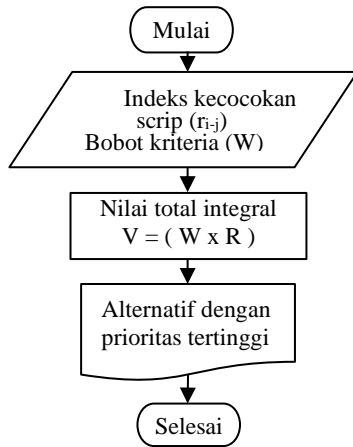 Mulai
Indeks kecocokan
scrip (ri-j)
Bobot kriteria (W)
Nilai total integral
V = ( W x R )
Alternatif dengan
prioritas tertinggi
Selesai